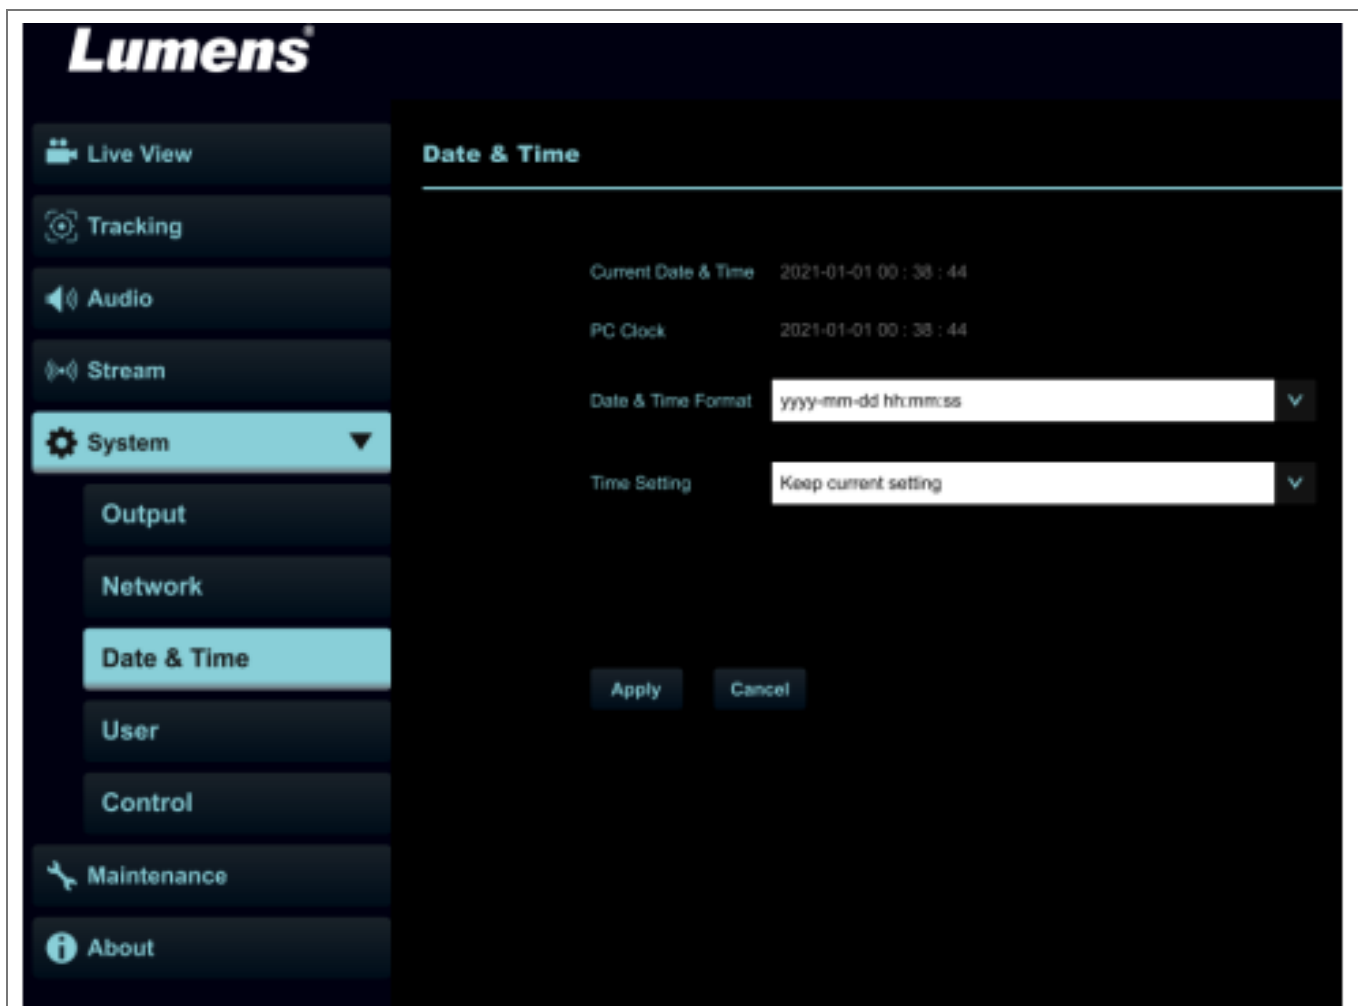 Lumens®
Live View
Tracking
Audio
Stream
System
Output
Network
Date & Time
User
Control
Maintenance
About
Date & Time
Current Date & Time 2021-01-01 00 : 38 : 44
PC Clock 2021-01-01 00 : 38 : 44
Date & Time Format yyyy-mm-dd hh:mm:ss
Time Setting Keep current setting
Apply Cancel